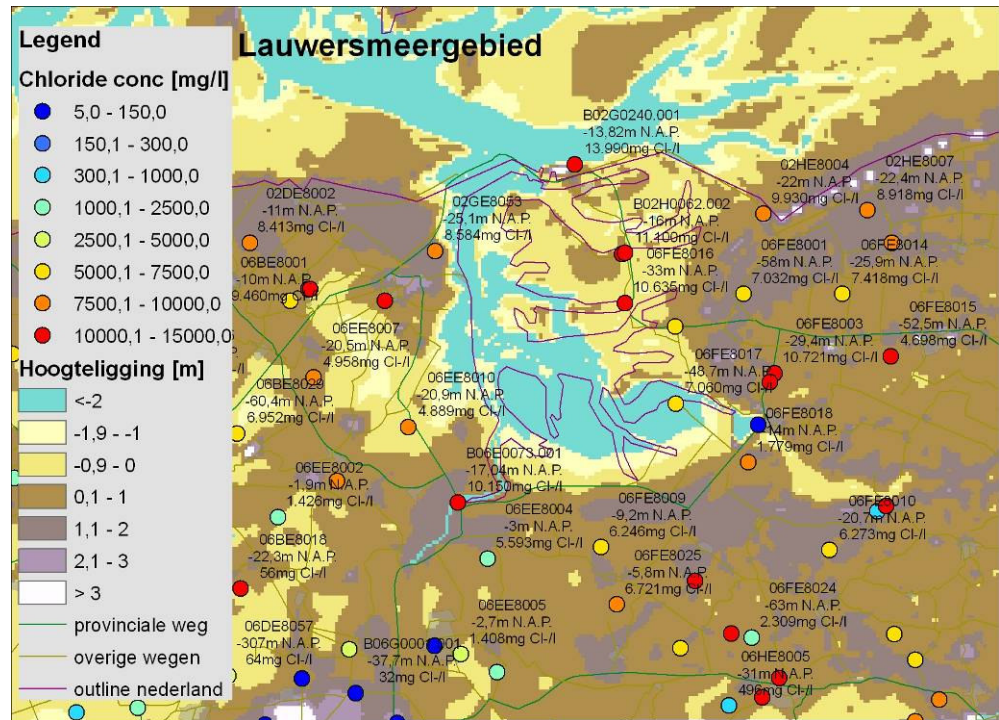 Legend
Chloride conc [mg/l]
5,0 - 150,0
150,1 - 300,0
300,1 - 1000,0
1000,1 - 2500,0
2500,1 - 5000,0
5000,1 - 7500,0
7500,1 - 10000,0
10000,1 - 15000,0
Hoogteligging [m]
<-2
-1,9 - -1
-0,9 - 0
0,1 - 1
1,1 - 2
2,1 - 3
> 3
provinciale weg
overige wegen
outline nederland
Lauwersmeergebied
B02G0240.001
-13,82m N.A.P.
13.990mg Cl-/l
02HE8004
-22m N.A.P.
9.930mg Cl-/l
02HE8007
-22,4m N.A.P.
8.918mg Cl-/l
02DE8002
-11m N.A.P.
8.413mg Cl-/l
02GE8053
-25,1m N.A.P.
8.584mg Cl-/l
B02H0062.002
-16m N.A.P.
11.100mg Cl-/l
06FE8016
-33m N.A.P.
10.635mg Cl-/l
06FE8001
-58m N.A.P.
7.032mg Cl-/l
06FE8014
-25,9m N.A.P.
7.418mg Cl-/l
06BE8001
-10m N.A.P.
9.460mg Cl-/l
06EE8007
-20,5m N.A.P.
4.958mg Cl-/l
06FE8015
-52,5m N.A.P.
4.698mg Cl-/l
06FE8003
-29,4m N.A.P.
10.721mg Cl-/l
06FE8017
-48,7m N.A.P.
7.060mg Cl-/l
06BE8029
-60,4m N.A.P.
6.952mg Cl-/l
06EE8010
-20,9m N.A.P.
4.889mg Cl-/l
06FE8018
-14m N.A.P.
1.779mg Cl-/l
B06E0073.001
-17,04m N.A.P.
10.150mg Cl-/l
06EE8002
-1,9m N.A.P.
1.426mg Cl-/l
06EE8004
-3m N.A.P.
5.593mg Cl-/l
06FE8009
-9,2m N.A.P.
6.246mg Cl-/l
06FE8010
-20,7m N.A.P.
6.273mg Cl-/l
06BE8018
-22,3m N.A.P.
56mg Cl-/l
06FE8025
-5,8m N.A.P.
6.721mg Cl-/l
06FE8024
-63m N.A.P.
2.309mg Cl-/l
06EE8005
-2,7m N.A.P.
1.408mg Cl-/l
06DE8057
-307m N.A.P.
64mg Cl-/l
-37,7m N.A.P.
32mg Cl-/l
06HE8005
-31m N.A.P.
496mg Cl-/l